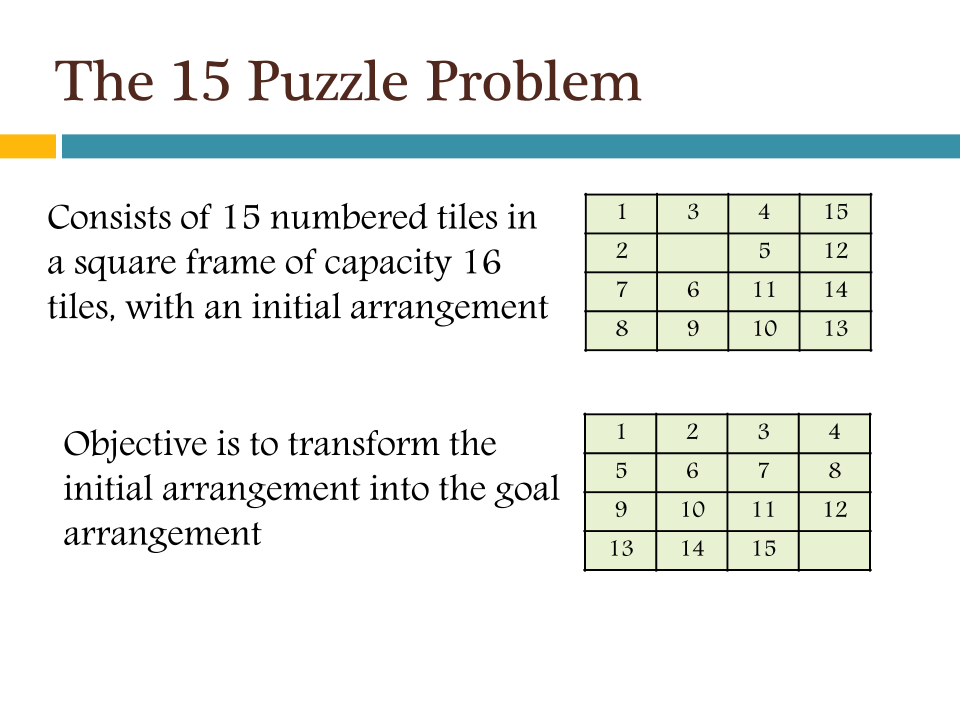 The 15 Puzzle Problem
Consists of 15 numbered tiles in
a square frame of capacity 16
tiles, with an initial arrangement
1 3 4 15
2 5 12
7 6 11 14
8 9 10 13
Objective is to transform the
initial arrangement into the goal
arrangement
1 2 3 4
5 6 7 8
9 10 11 12
13 14 15